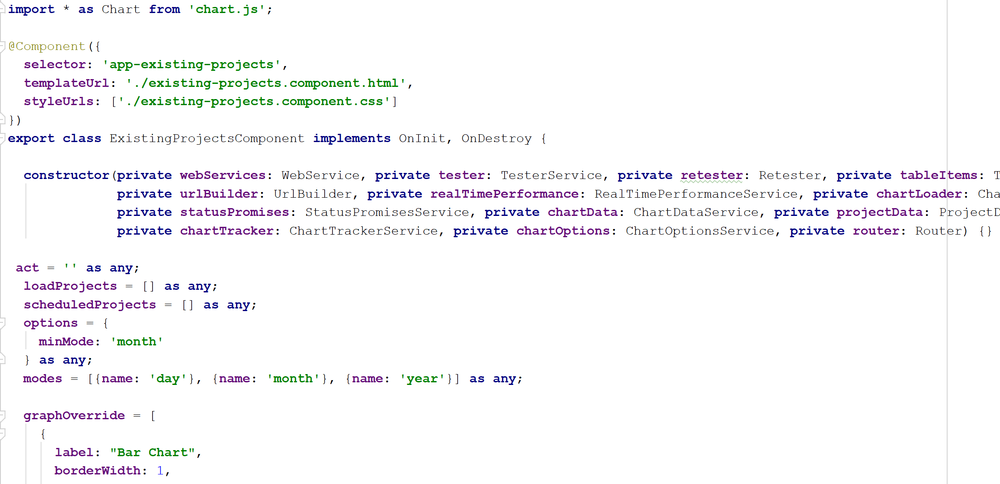 import * as Chart from 'chart.js';
@Component({
selector: 'app-existing-projects',
templateUrl: './existing-projects.component.html',
styleUrls: ['./existing-projects.component.css']
})
export class ExistingProjectsComponent implements OnInit, OnDestroy {
constructor(private webServices: WebService, private tester: TesterService, private retester: Retester, private tableItems: T
private urlBuilder: UrlBuilder, private realTimePerformance: RealTimePerformanceService, private chartLoader: Cha
private statusPromises: StatusPromisesService, private chartData: ChartDataService, private projectData: ProjectD
private chartTracker: ChartTrackerService, private chartOptions: ChartOptionsService, private router: Router) {}
act = '' as any;
loadProjects = [] as any;
scheduledProjects = [] as any;
options = {
minMode: 'month'
} as any;
modes = [{name: 'day'}, {name: 'month'}, {name: 'year'}] as any;
graphOverride = [
{
label: "Bar Chart",
borderWidth: 1,